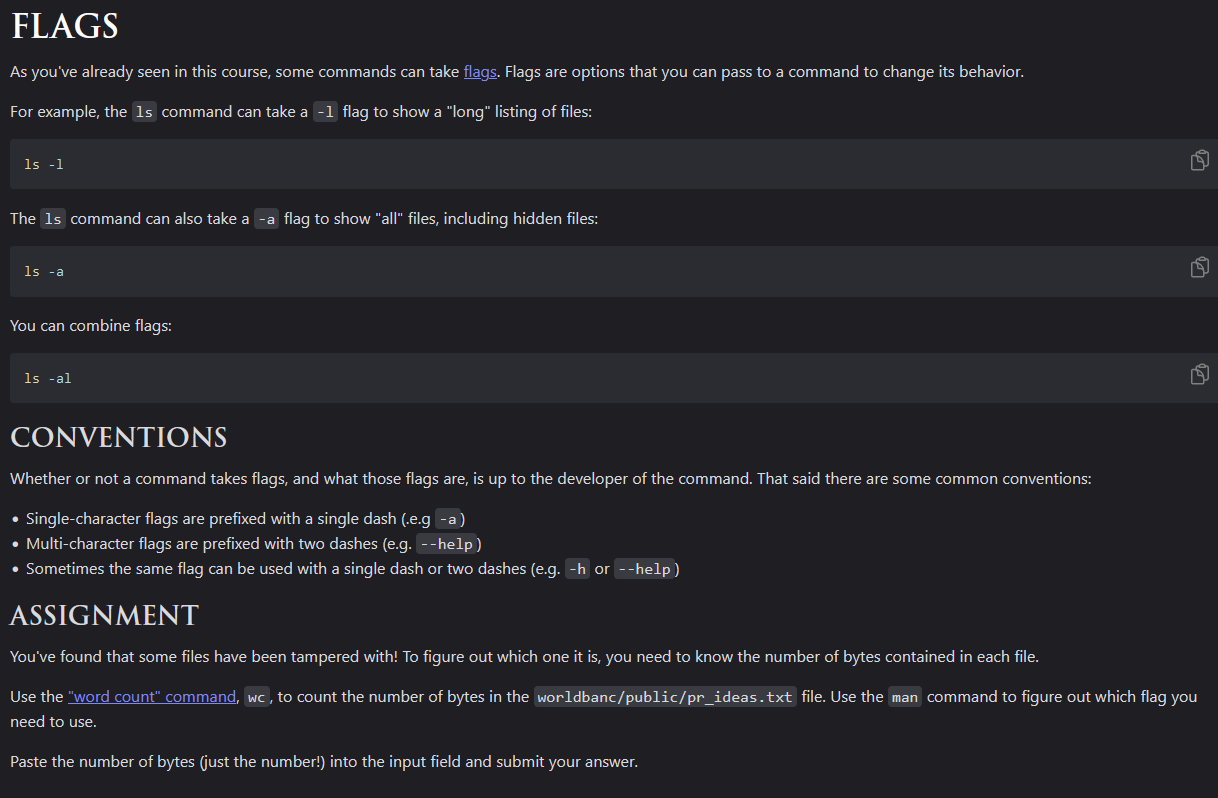 FLAGS
As you've already seen in this course, some commands can take flags. Flags are options that you can pass to a command to change its behavior.
For example, the ls command can take a -l flag to show a "long" listing of files:
ls -l
The ls command can also take a -a flag to show "all" files, including hidden files:
ls -a
You can combine flags:
ls -al
CONVENTIONS
Whether or not a command takes flags, and what those flags are, is up to the developer of the command. That said there are some common conventions:
• Single-character flags are prefixed with a single dash (.e.g -a)
• Multi-character flags are prefixed with two dashes (e.g. --help)
• Sometimes the same flag can be used with a single dash or two dashes (e.g. -h or --help)
ASSIGNMENT
You've found that some files have been tampered with! To figure out which one it is, you need to know the number of bytes contained in each file.
Use the "word count" command, wc, to count the number of bytes in the worldbanc/public/pr_ideas.txt file. Use the man command to figure out which flag you
need to use.
Paste the number of bytes (just the number!) into the input field and submit your answer.